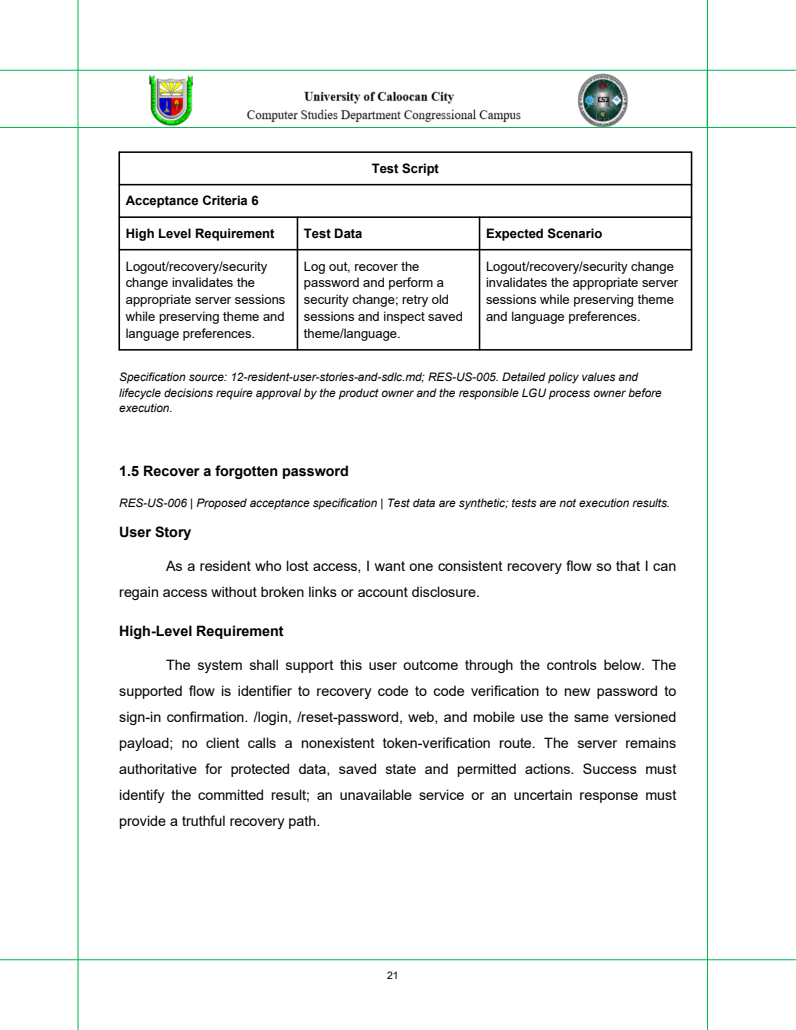 University of Caloocan City
Computer Studies Department Congressional Campus
Test Script
Acceptance Criteria 6
High Level Requirement
Test Data
Expected Scenario
Logout/recovery/security
change invalidates the
appropriate server sessions
while preserving theme and
language preferences.
Log out, recover the
password and perform a
security change; retry old
sessions and inspect saved
theme/language.
Logout/recovery/security change
invalidates the appropriate server
sessions while preserving theme
and language preferences.
Specification source: 12-resident-user-stories-and-sdlc.md; RES-US-005. Detailed policy values and
lifecycle decisions require approval by the product owner and the responsible LGU process owner before
execution.
1.5 Recover a forgotten password
RES-US-006 | Proposed acceptance specification | Test data are synthetic; tests are not execution results.
User Story
As a resident who lost access, I want one consistent recovery flow so that I can
regain access without broken links or account disclosure.
High-Level Requirement
The system shall support this user outcome through the controls below. The
supported flow is identifier to recovery code to code verification to new password to
sign-in confirmation. /login, /reset-password, web, and mobile use the same versioned
payload; no client calls a nonexistent token-verification route. The server remains
authoritative for protected data, saved state and permitted actions. Success must
identify the committed result; an unavailable service or an uncertain response must
provide a truthful recovery path.
21